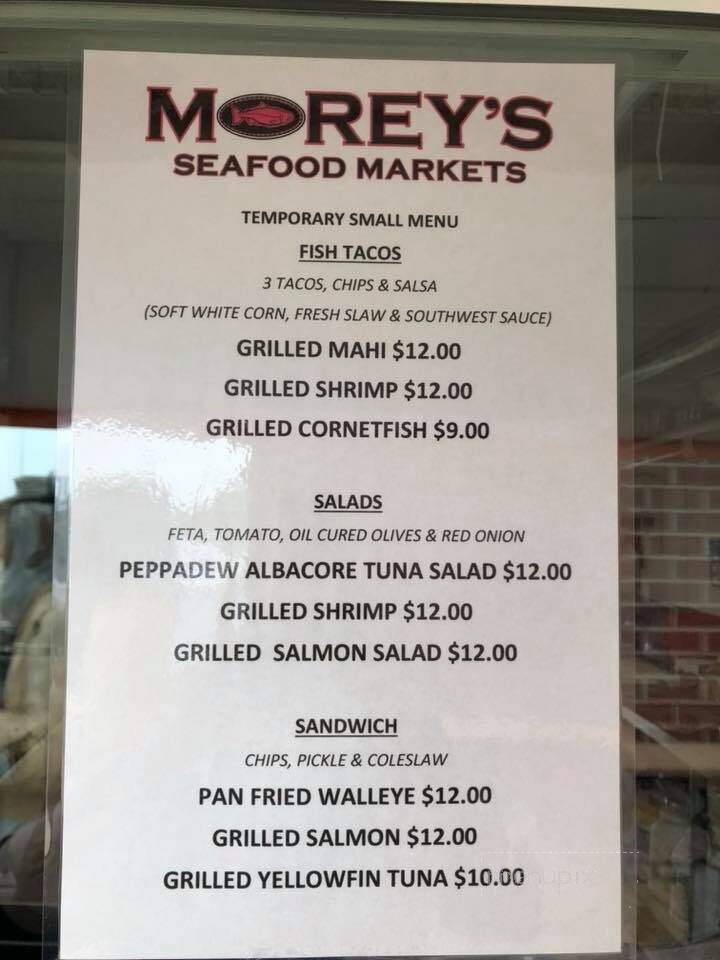 MOREY'S
SEAFOOD MARKETS
TEMPORARY SMALL MENU
FISH TACOS
3 TACOS, CHIPS & SALSA
(SOFT WHITE CORN, FRESH SLAW & SOUTHWEST SAUCE)
GRILLED MAHI $12.00
GRILLED SHRIMP $12.00
GRILLED CORNETFISH $9.00
SALADS
FETA, TOMATO, OIL CURED OLIVES & RED ONION
PEPPADEW ALBACORE TUNA SALAD $12.00
GRILLED SHRIMP $12.00
GRILLED SALMON SALAD $12.00
SANDWICH
CHIPS, PICKLE & COLESLAW
PAN FRIED WALLEYE $12.00
GRILLED SALMON $12.00
GRILLED YELLOWFIN TUNA $10.00